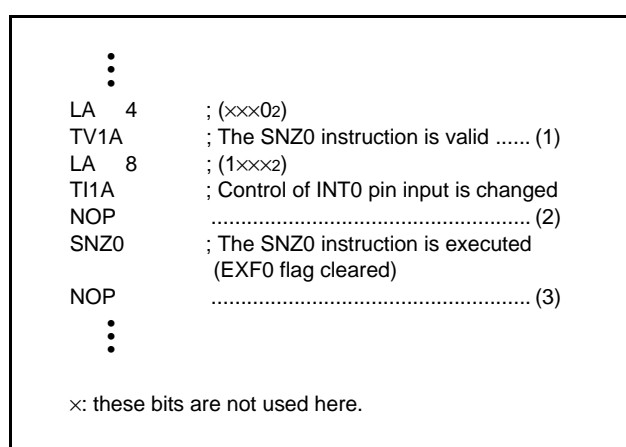 LA 4 ; (×××02)
TV1A ; The SNZ0 instruction is valid ...... (1)
LA 8 ; (1×××2)
TI1A ; Control of INT0 pin input is changed
NOP ...................................................... (2)
SNZ0 ; The SNZ0 instruction is executed
(EXF0 flag cleared)
NOP ...................................................... (3)
×: these bits are not used here.